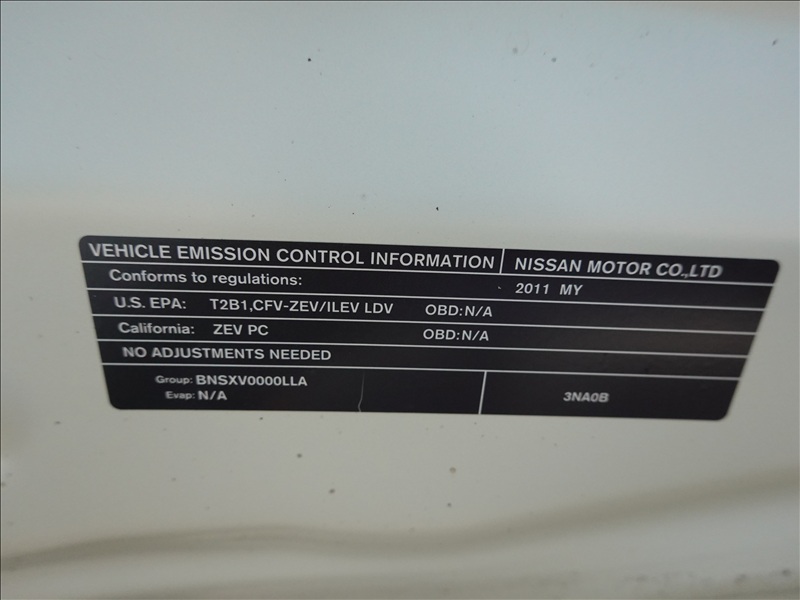 VEHICLE EMISSION CONTROL INFORMATION NISSAN MOTOR CO.,LTD
Conforms to regulations: 2011 MY
U.S. EPA: T2B1,CFV-ZEV/ILEV LDV OBD:N/A
California: ZEV PC OBD:N/A
NO ADJUSTMENTS NEEDED
Group: BNSXV0000LLA
Evap: N/A
3NA0B